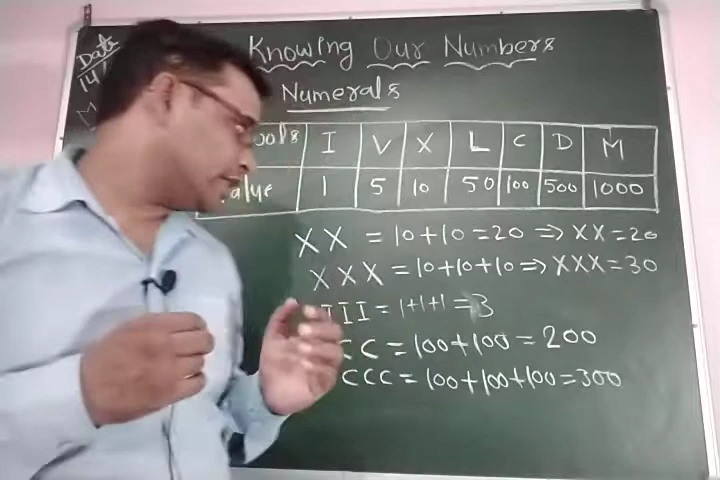 Date
14
Knowing Our Numbers
Numerals
I V X L C D M
1 5 10 50 100 500 1000
XX = 10+10=20 ⇒ XX=20
XXX = 10+10+10 ⇒ XXX=30
III = 1+1+1 = 3
CC = 100+100 = 200
CCC = 100+100+100=300